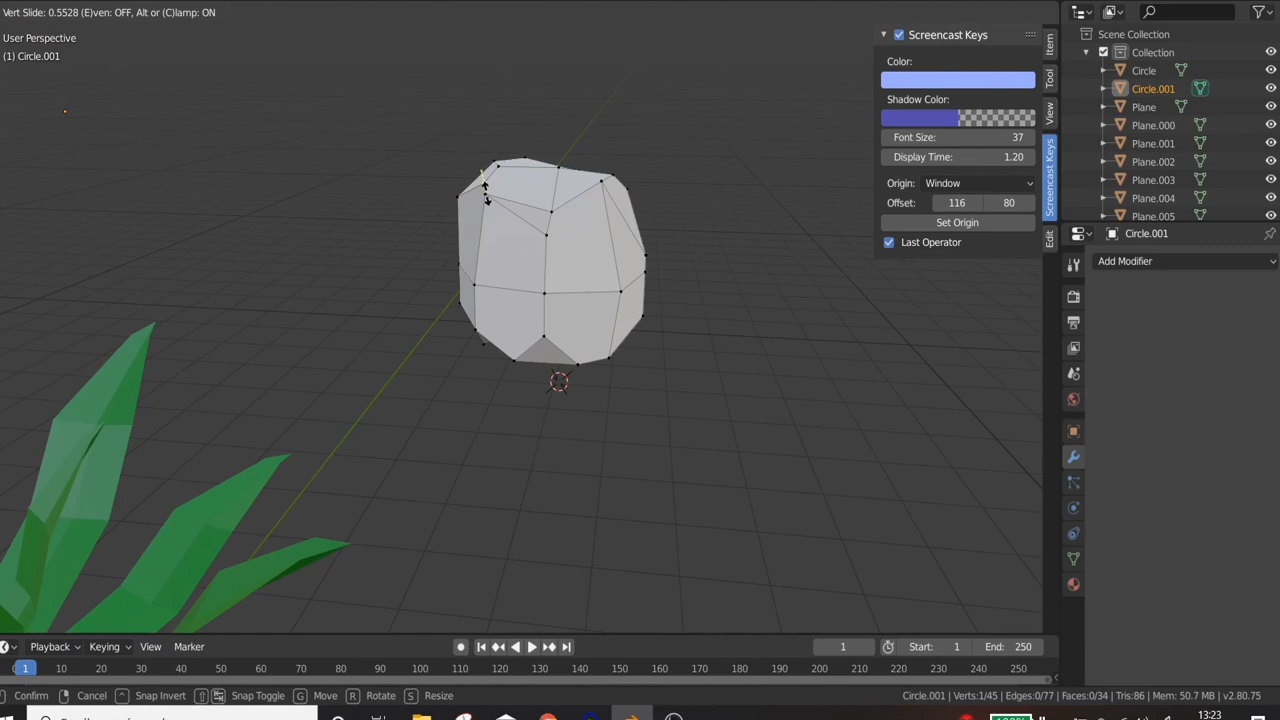 Vert Slide: 0.5528 (E)ven: OFF, Alt or (C)lamp: ON
User Perspective
(1) Circle.001
Screencast Keys
Color:
Shadow Color:
Font Size: 37
Display Time: 1.20
Origin: Window
Offset: 116 80
Set Origin
Last Operator
Item
Tool
View
Screencast Keys
Edit
Scene Collection
Collection
Circle
Circle.001
Plane
Plane.000
Plane.001
Plane.002
Plane.003
Plane.004
Plane.005
Circle.001
Add Modifier
Playback Keying View Marker
1 Start: 1 End: 250
1 10 20 30 40 50 60 70 80 90 100 110 120 130 140 150 160 170 180 190 200 210 220 230 240 250
Confirm Cancel Snap Invert Snap Toggle G Move R Rotate S Resize
Circle.001 | Verts:1/45 | Edges:0/77 | Faces:0/34 | Tris:86 | Mem: 50.7 MB | v2.80.75
13:23